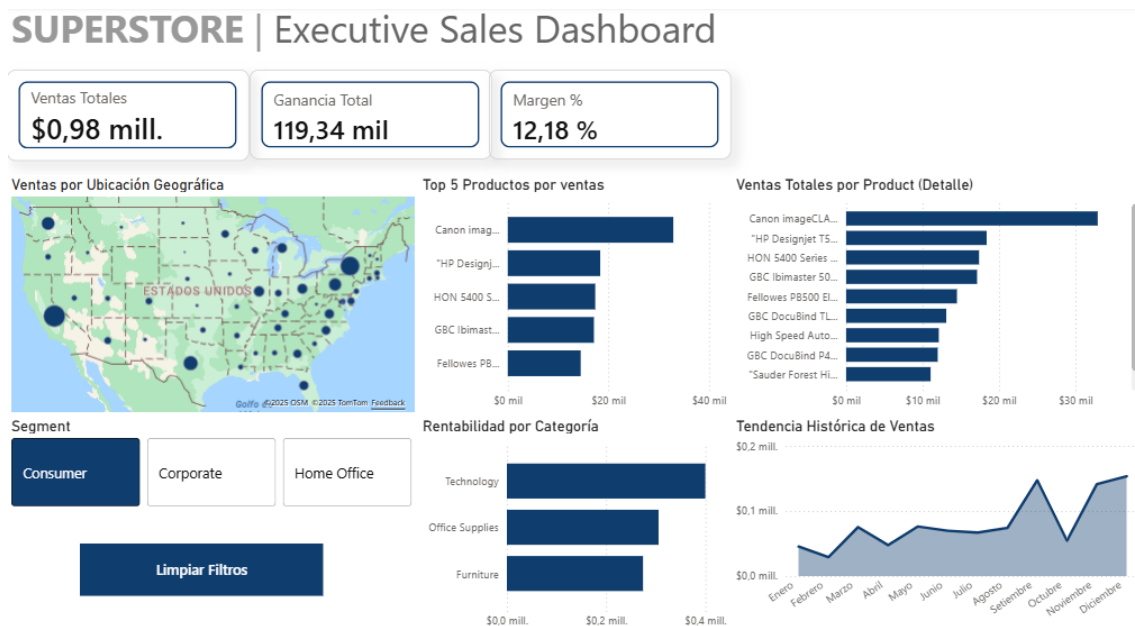 SUPERSTORE | Executive Sales Dashboard
Ventas Totales
$0,98 mill.
Ganancia Total
119,34 mil
Margen %
12,18 %
Ventas por Ubicación Geográfica
ESTADOS UNIDOS
Golfo de
©2025 OSM ©2025 TomTom Feedback
Top 5 Productos por ventas
Canon imag...
"HP Designj...
HON 5400 S...
GBC Ibimast...
Fellowes PB...
$0 mil $20 mil $40 mil
Ventas Totales por Product (Detalle)
Canon imageCLA...
"HP Designjet T5...
HON 5400 Series ...
GBC Ibimaster 50...
Fellowes PB500 El...
GBC DocuBind TL...
High Speed Auto...
GBC DocuBind P4...
"Sauder Forest Hi...
$0 mil $10 mil $20 mil $30 mil
Segment
Consumer
Corporate
Home Office
Limpiar Filtros
Rentabilidad por Categoría
Technology
Office Supplies
Furniture
$0,0 mill. $0,2 mill. $0,4 mill.
Tendencia Histórica de Ventas
$0,2 mill.
$0,1 mill.
$0,0 mill.
Enero Febrero Marzo Abril Mayo Junio Julio Agosto Setiembre Octubre Noviembre Diciembre